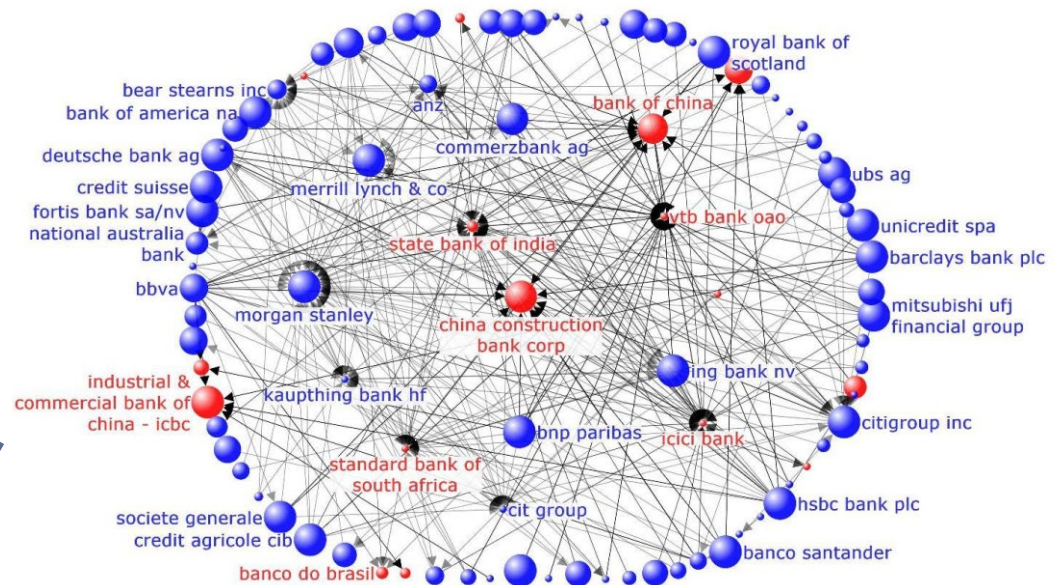 royal bank of
scotland
bear stearns inc
bank of america na
anz
bank of china
commerzbank ag
deutsche bank ag
merrill lynch & co
ubs ag
credit suisse
fortis bank sa/nv
national australia
bank
state bank of india
vtb bank oao
unicredit spa
barclays bank plc
bbva
morgan stanley
china construction
bank corp
mitsubishi ufj
financial group
industrial &
commercial bank of
china - icbc
kaupthing bank hf
ing bank nv
bnp paribas
icici bank
citigroup inc
standard bank of
south africa
cit group
hsbc bank plc
societe generale
credit agricole cib
banco santander
banco do brasil